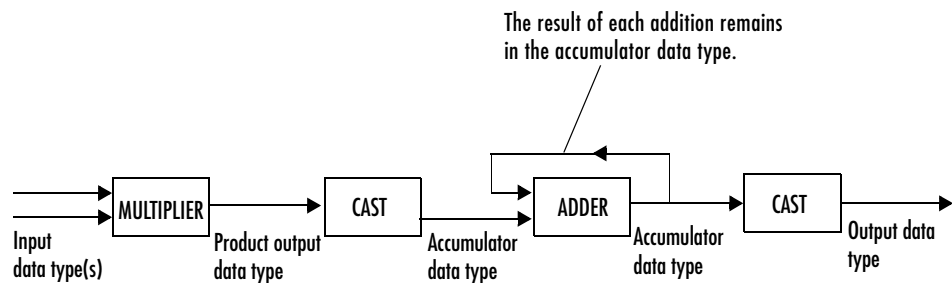 The result of each addition remains
in the accumulator data type.
MULTIPLIER
CAST
ADDER
CAST
Input
data type(s)
Product output
data type
Accumulator
data type
Accumulator
data type
Output data
type